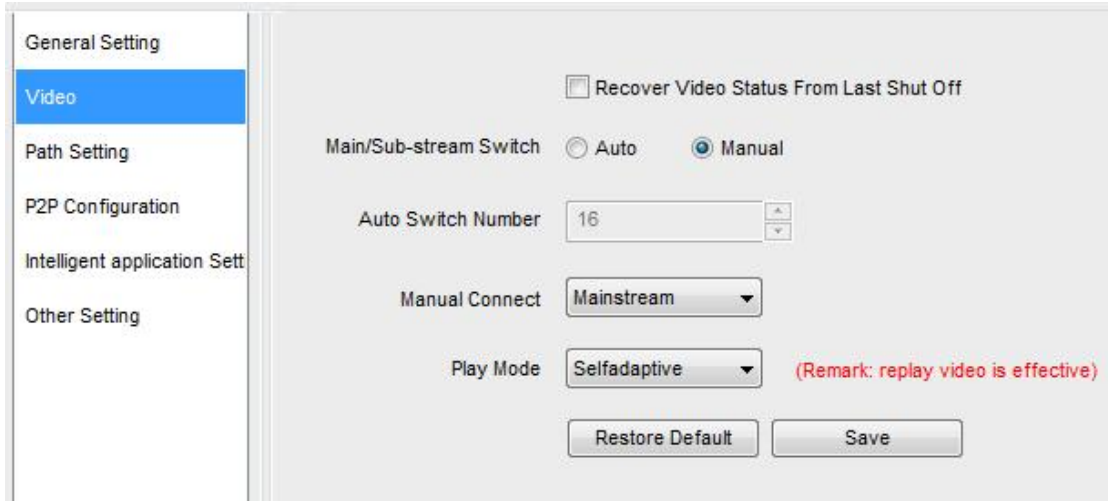 General Setting
Video
Path Setting
P2P Configuration
Intelligent application Sett
Other Setting
Recover Video Status From Last Shut Off
Main/Sub-stream Switch Auto Manual
Auto Switch Number 16
Manual Connect Mainstream
Play Mode Selfadaptive (Remark: replay video is effective)
Restore Default Save